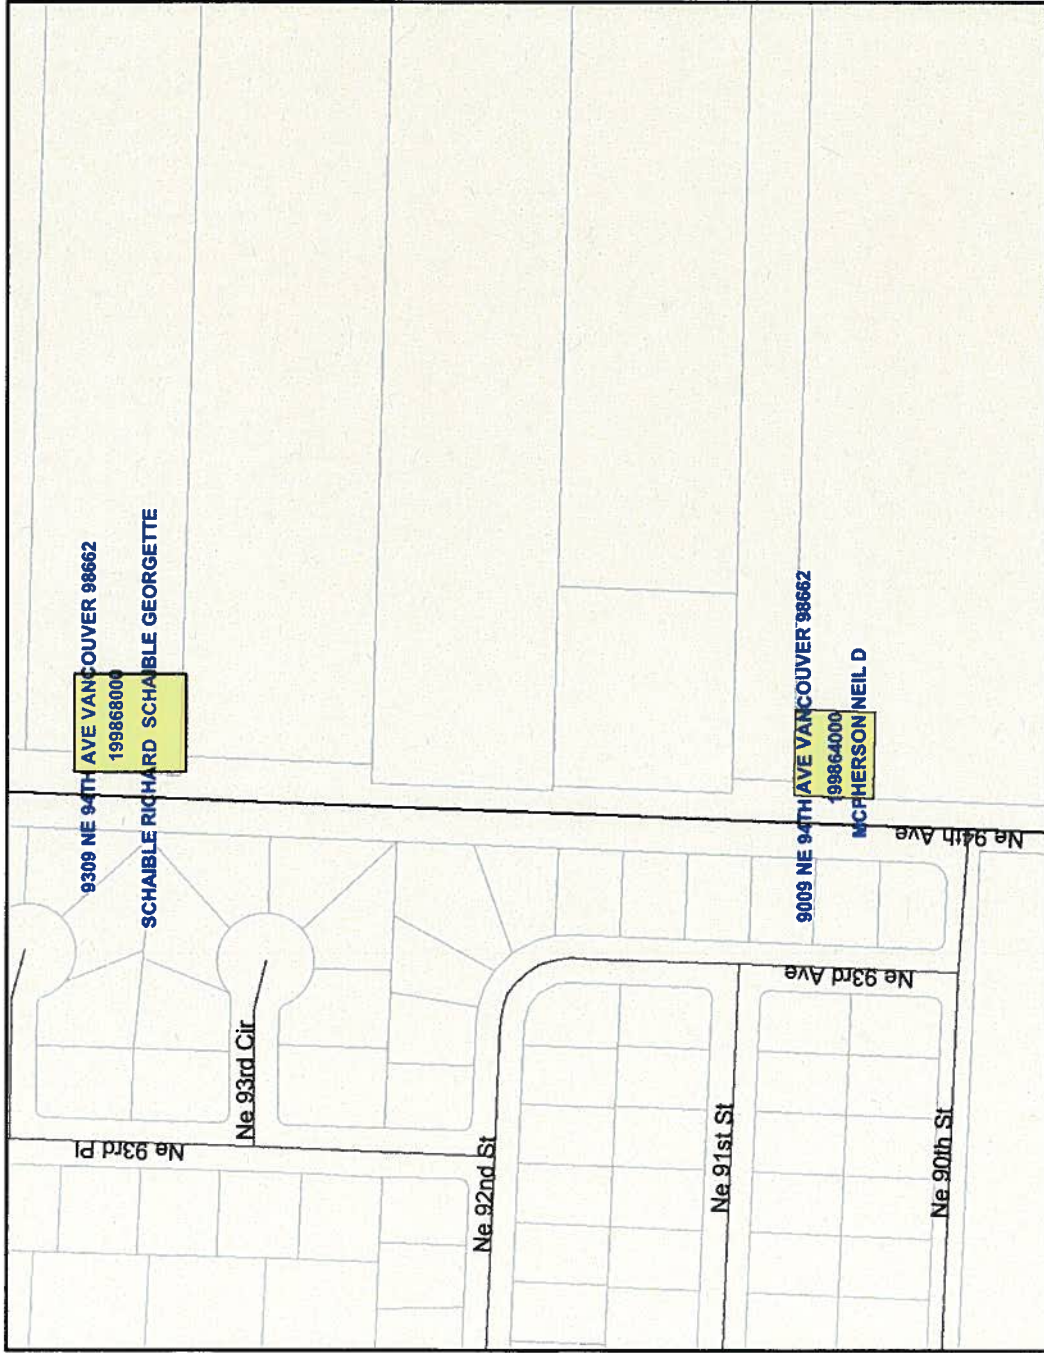 9309 NE 94TH AVE VANCOUVER 98662
199868000
SCHAIBLE RICHARD  SCHAIBLE GEORGETTE
9009 NE 94TH AVE VANCOUVER 98662
199864000
MCPHERSON NEIL D
Ne 94th Ave
Ne 93rd Ave
Ne 93rd Cir
Ne 93rd Pl
Ne 92nd St
Ne 91st St
Ne 90th St